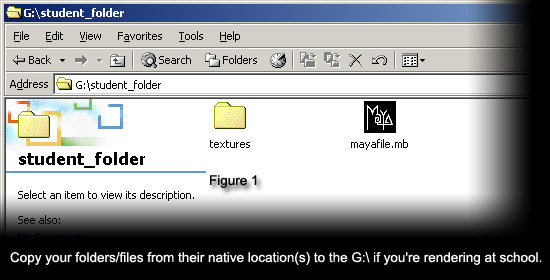 G:\student_folder
File Edit View Favorites Tools Help
Back Search Folders
Address G:\student_folder
textures mayafile.mb
student_folder
Figure 1
Select an item to view its description.
See also:
Copy your folders/files from their native location(s) to the G:\ if you're rendering at school.